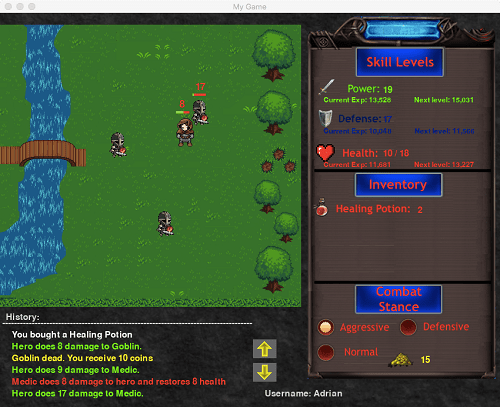 My Game
17
8
Skill Levels
Power: 19
Current Exp: 13,528 Next level: 15,031
Defense: 17
Health: 10 / 18
Current Exp: 11,881 Next level: 13,227
Inventory
Healing Potion: 2
Combat
Stance
Aggressive Defensive
Normal 15
History:
You bought a Healing Potion
Hero does 8 damage to Goblin.
Goblin dead. You receive 10 coins
Hero does 9 damage to Medic.
Medic does 8 damage to hero and restores 8 health
Hero does 17 damage to Medic.
Username: Adrian